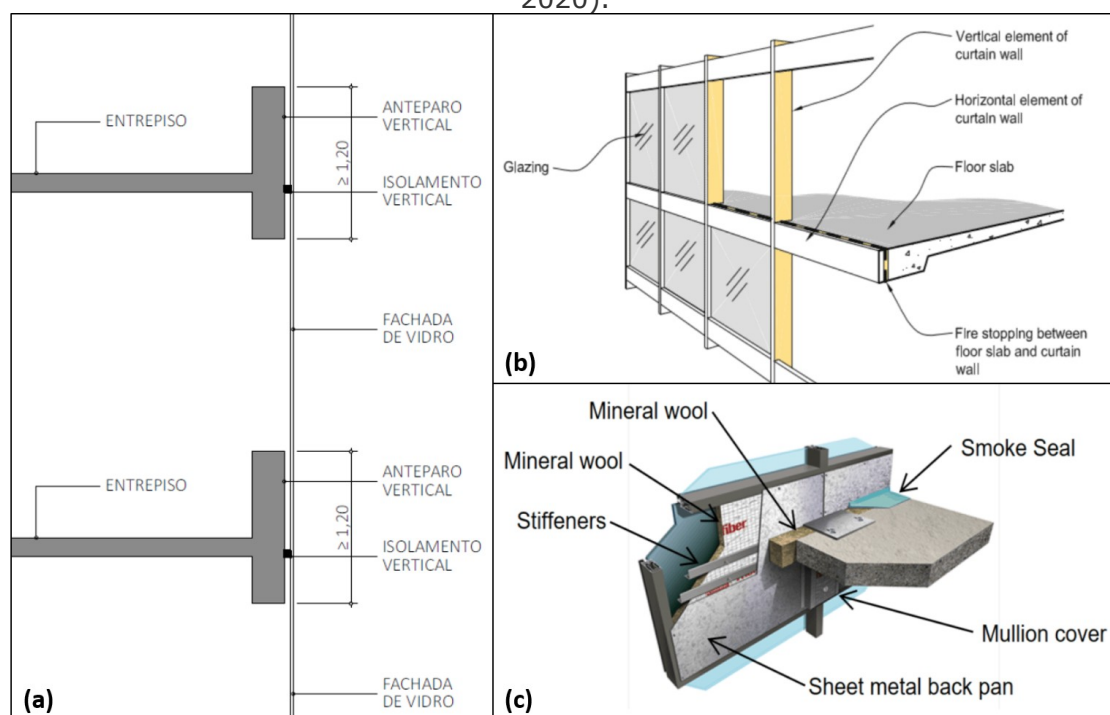 2020).
ENTREPISO
ANTEPARO
VERTICAL
≥ 1,20
ISOLAMENTO
VERTICAL
FACHADA
DE VIDRO
ENTREPISO
ANTEPARO
VERTICAL
≥ 1,20
ISOLAMENTO
VERTICAL
FACHADA
DE VIDRO
(a)
Vertical element of
curtain wall
Horizontal element of
curtain wall
Glazing
Floor slab
Fire stopping between
floor slab and curtain
wall
(b)
Mineral wool
Smoke Seal
Mineral wool
Stiffeners
fiber
Mullion cover
Sheet metal back pan
(c)